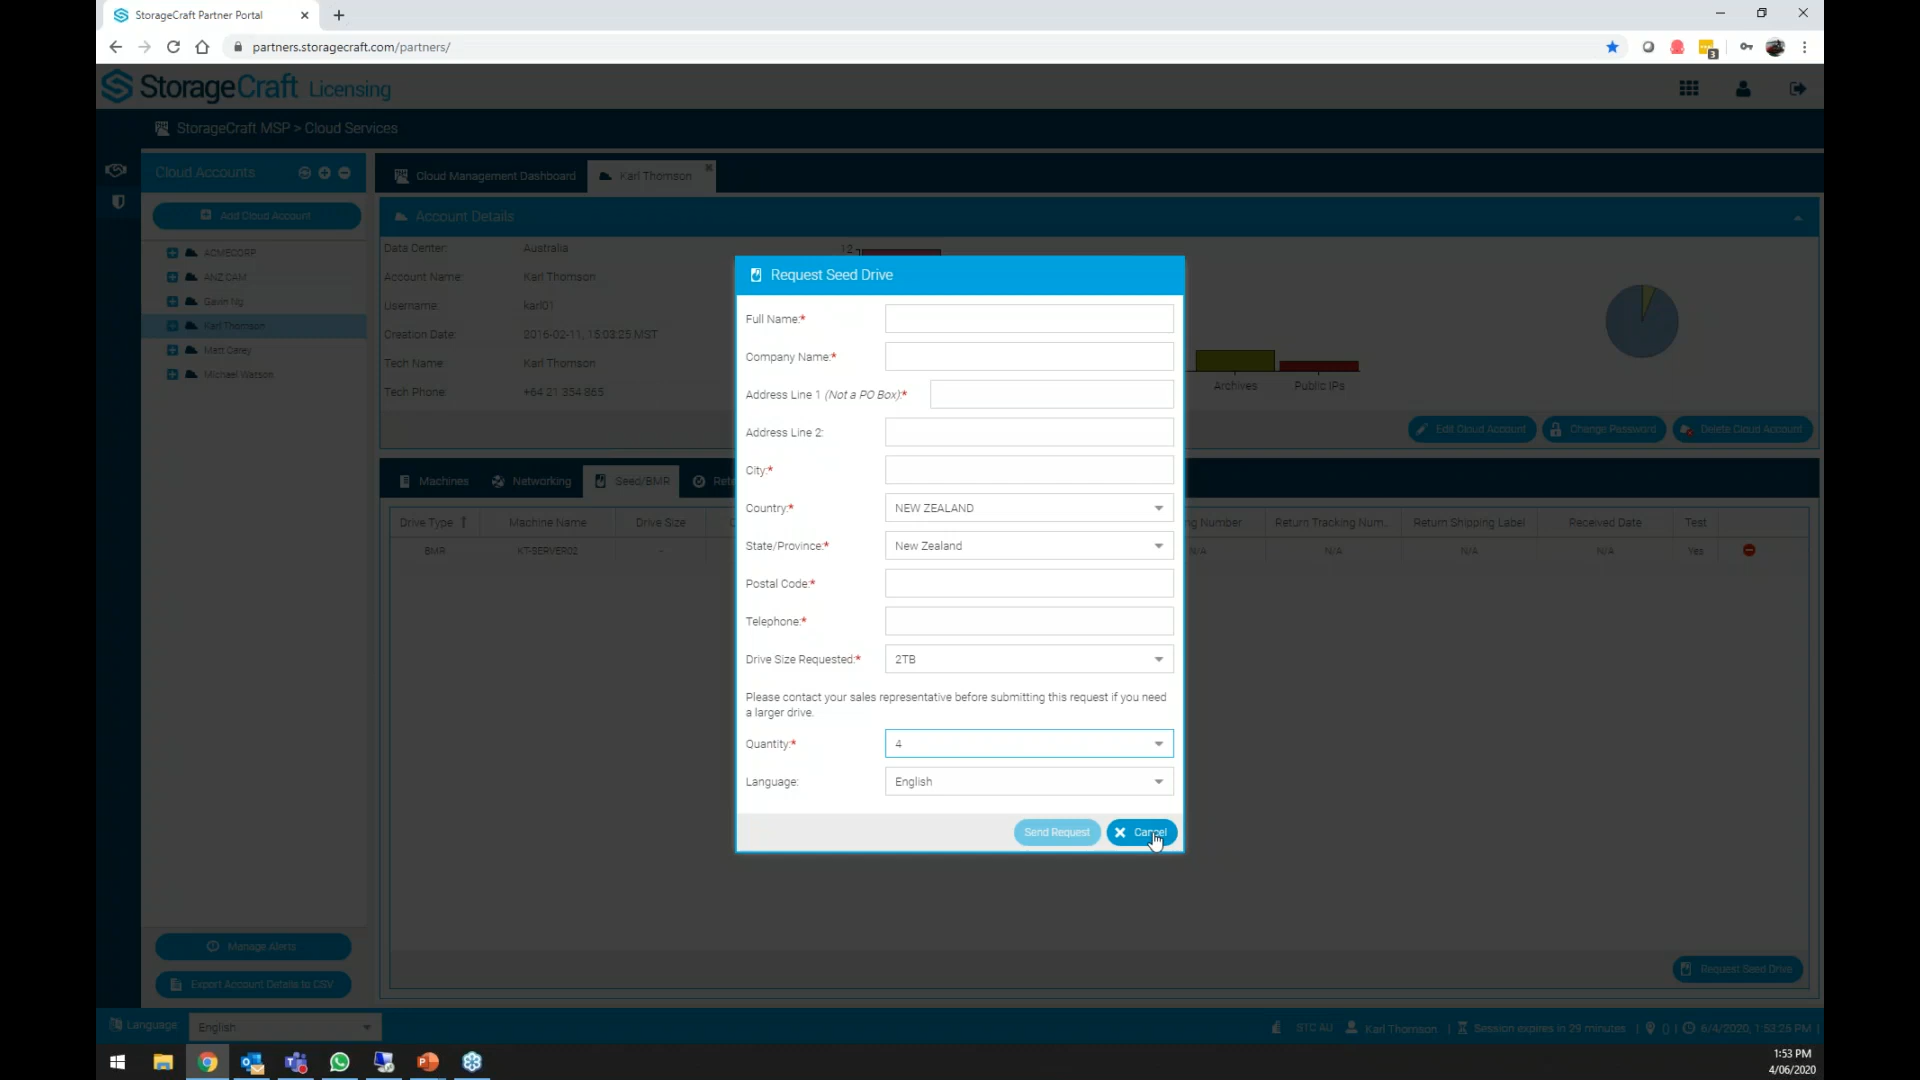 StorageCraft Partner Portal
partners.storagecraft.com/partners/
3
StorageCraft Licensing
StorageCraft MSP > Cloud Services
Cloud Accounts
Add Cloud Account
ACMECORP
ANZ CAM
Gavin Ng
Karl Thomson
Matt Carey
Michael Watson
Manage Alerts
Export Account Details to CSV
Cloud Management Dashboard
Karl Thomson
Account Details
Data Center: Australia
Account Name: Karl Thomson
Username: karl01
Creation Date: 2016-02-11, 15:03:25 MST
Tech Name: Karl Thomson
Tech Phone: +64 21 354 865
12
Archives
Public IPs
Edit Cloud Account
Change Password
Delete Cloud Account
Machines
Networking
Seed/BMR
Rete
Drive Type Machine Name Drive Size
ng Number Return Tracking Num... Return Shipping Label Received Date Test
BMR KT-SERVER02 - N/A N/A N/A N/A Yes
Request Seed Drive
Full Name:*
Company Name:*
Address Line 1 (Not a PO Box):*
Address Line 2:
City:*
Country:* NEW ZEALAND
State/Province:* New Zealand
Postal Code:*
Telephone:*
Drive Size Requested:* 2TB
Please contact your sales representative before submitting this request if you need
a larger drive.
Quantity:* 4
Language: English
Send Request
Cancel
Request Seed Drive
Language: English
STC AU Karl Thomson | Session expires in 29 minutes | () | 6/4/2020, 1:53:25 PM |
1:53 PM
4/06/2020